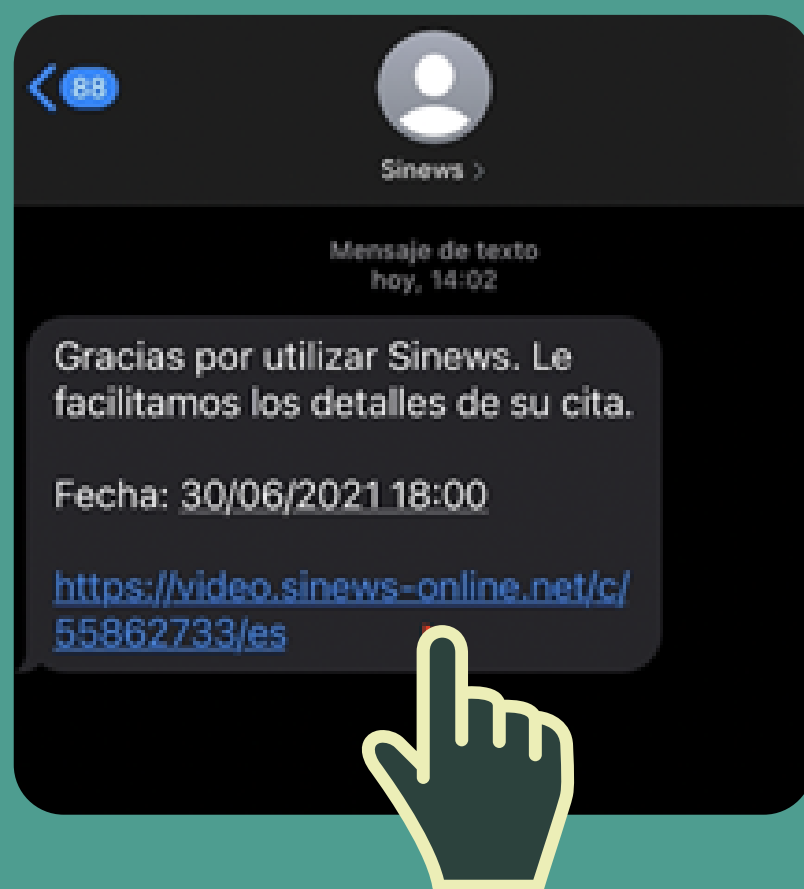 88
Sinews >
Mensaje de texto
hoy, 14:02
Gracias por utilizar Sinews. Le
facilitamos los detalles de su cita.
Fecha: 30/06/2021 18:00
https://video.sinews-online.net/c/
55862733/es